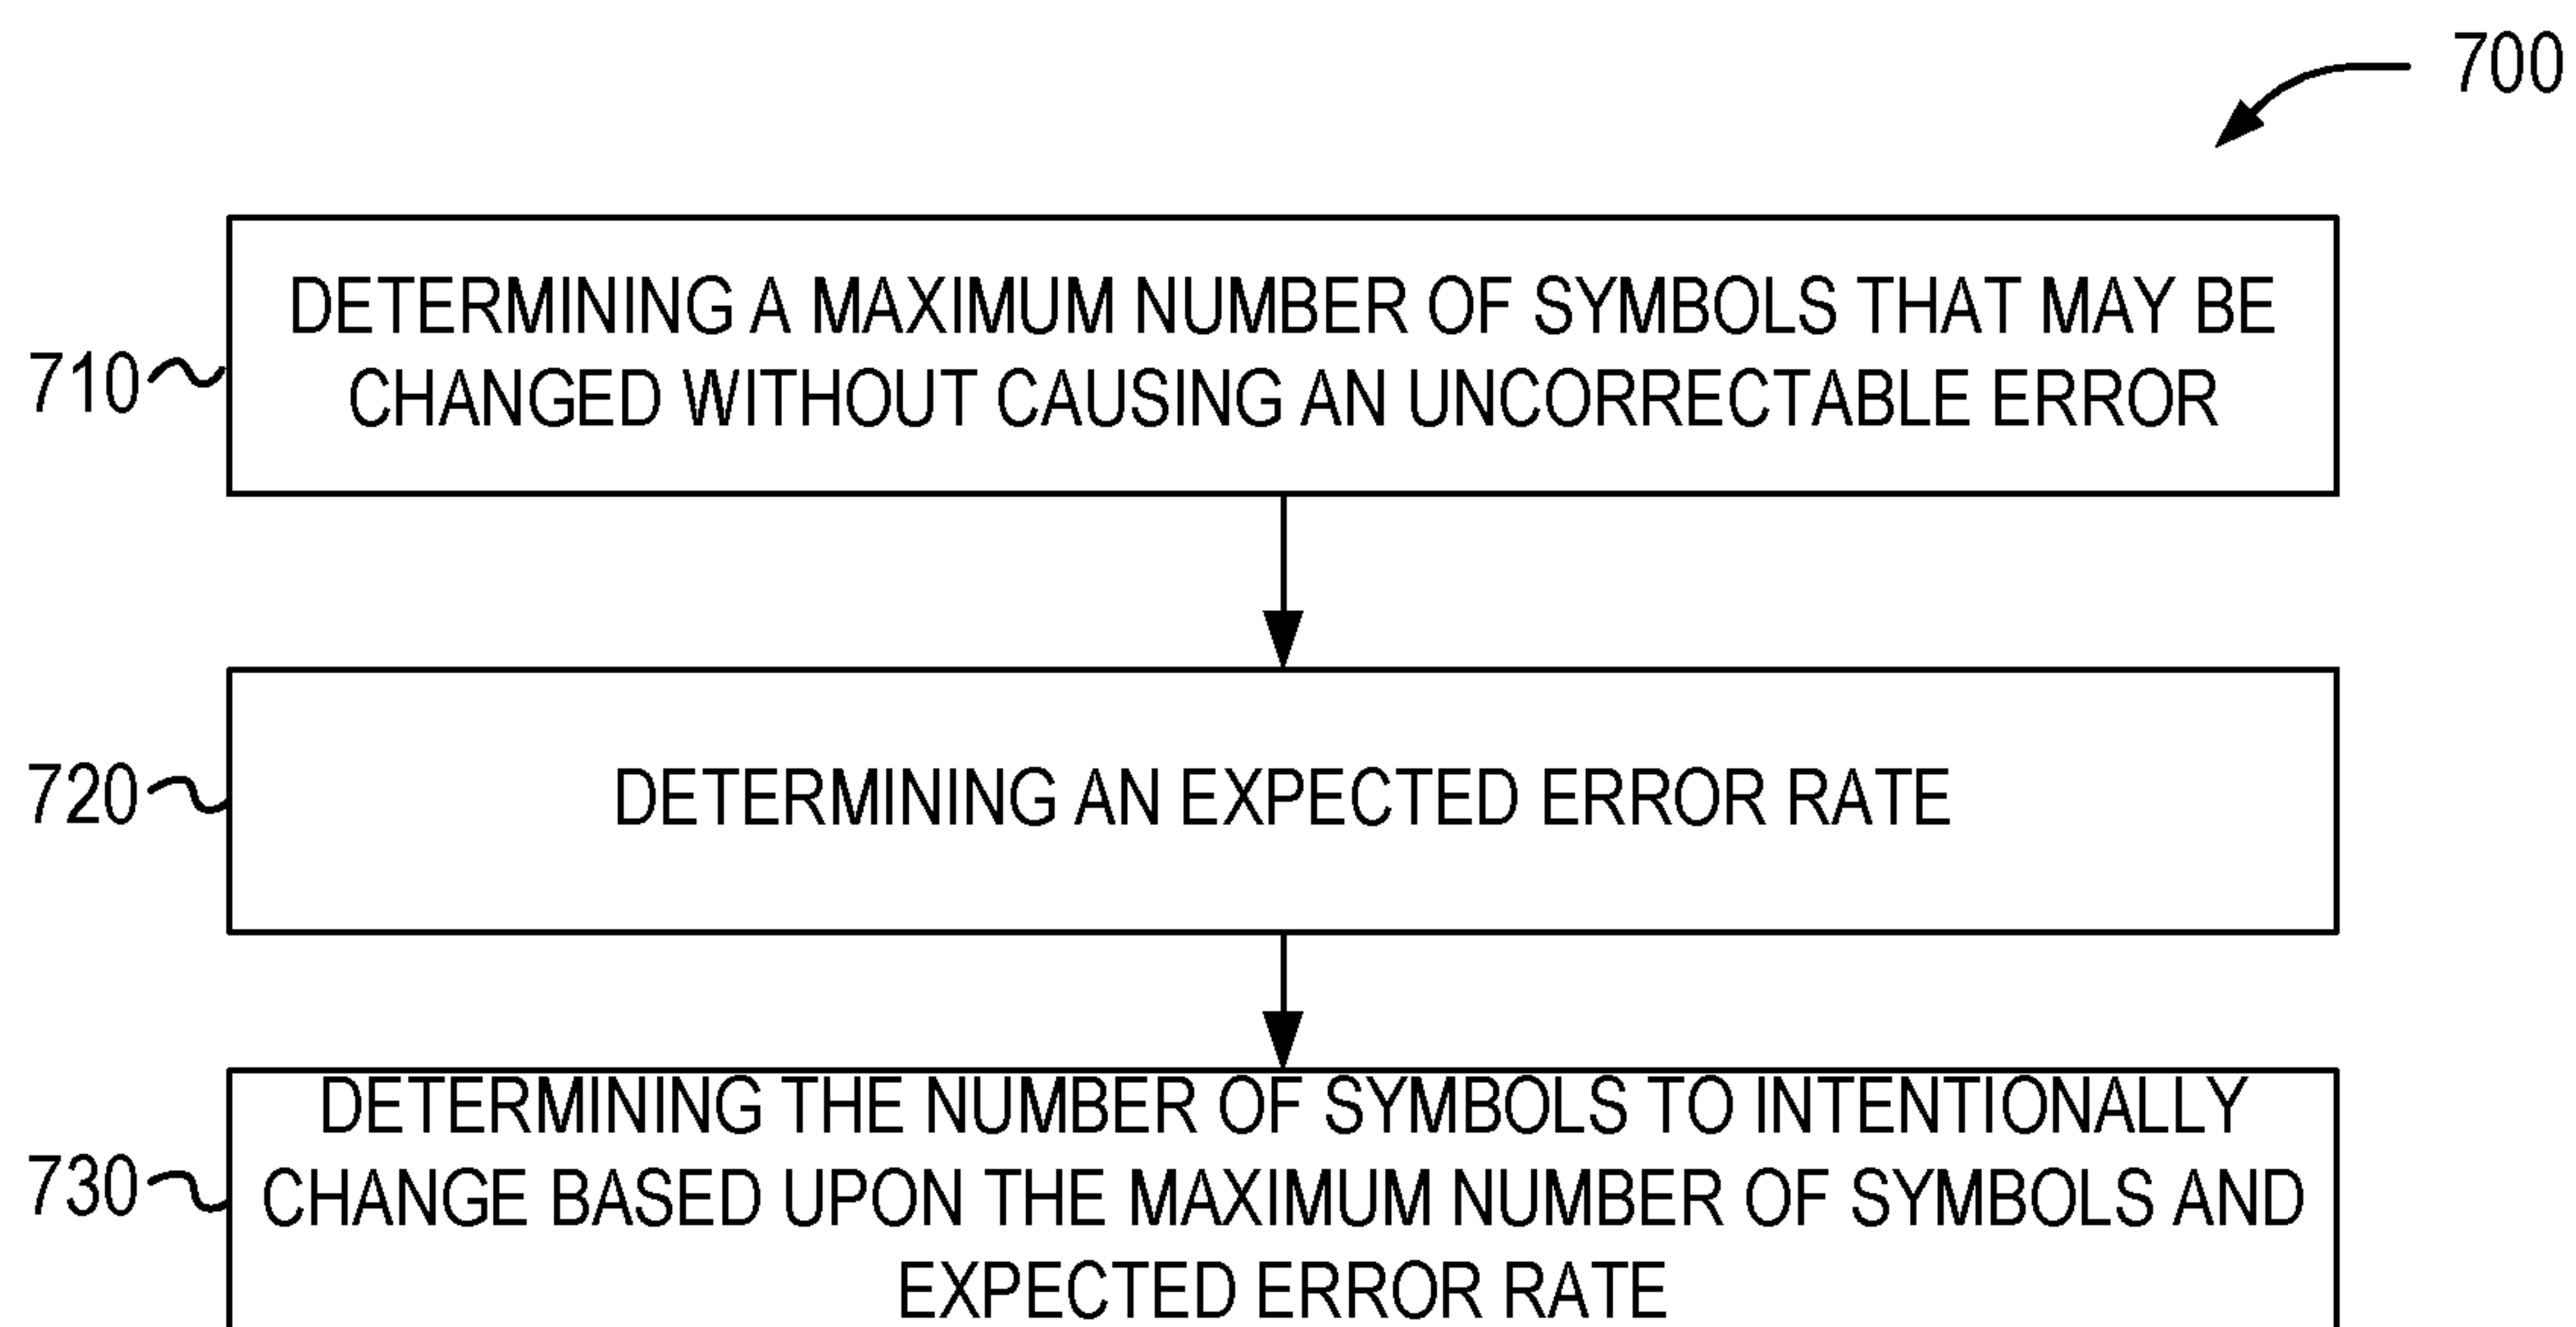 700
710
DETERMINING A MAXIMUM NUMBER OF SYMBOLS THAT MAY BE
CHANGED WITHOUT CAUSING AN UNCORRECTABLE ERROR
720
DETERMINING AN EXPECTED ERROR RATE
730
DETERMINING THE NUMBER OF SYMBOLS TO INTENTIONALLY
CHANGE BASED UPON THE MAXIMUM NUMBER OF SYMBOLS AND
EXPECTED ERROR RATE